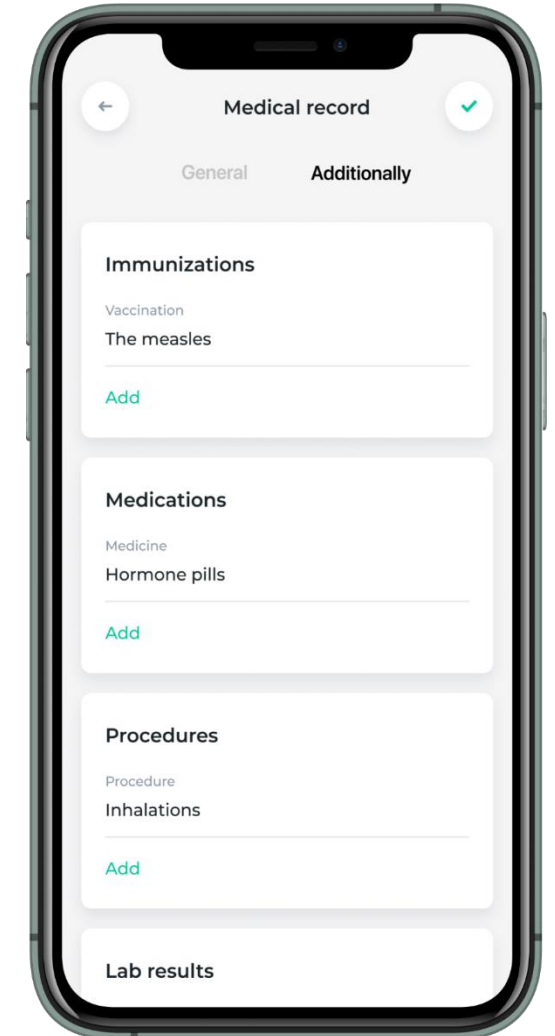 Medical record
General Additionally
Immunizations
Vaccination
The measles
Add
Medications
Medicine
Hormone pills
Add
Procedures
Procedure
Inhalations
Add
Lab results